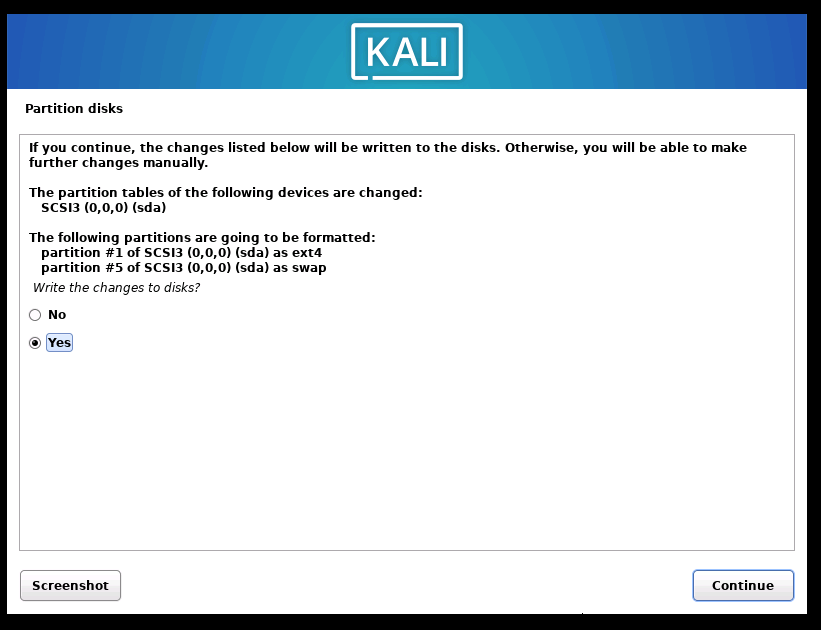 KALI
Partition disks
If you continue, the changes listed below will be written to the disks. Otherwise, you will be able to make
further changes manually.
The partition tables of the following devices are changed:
SCSI3 (0,0,0) (sda)
The following partitions are going to be formatted:
partition #1 of SCSI3 (0,0,0) (sda) as ext4
partition #5 of SCSI3 (0,0,0) (sda) as swap
Write the changes to disks?
No
Yes
Screenshot
Continue